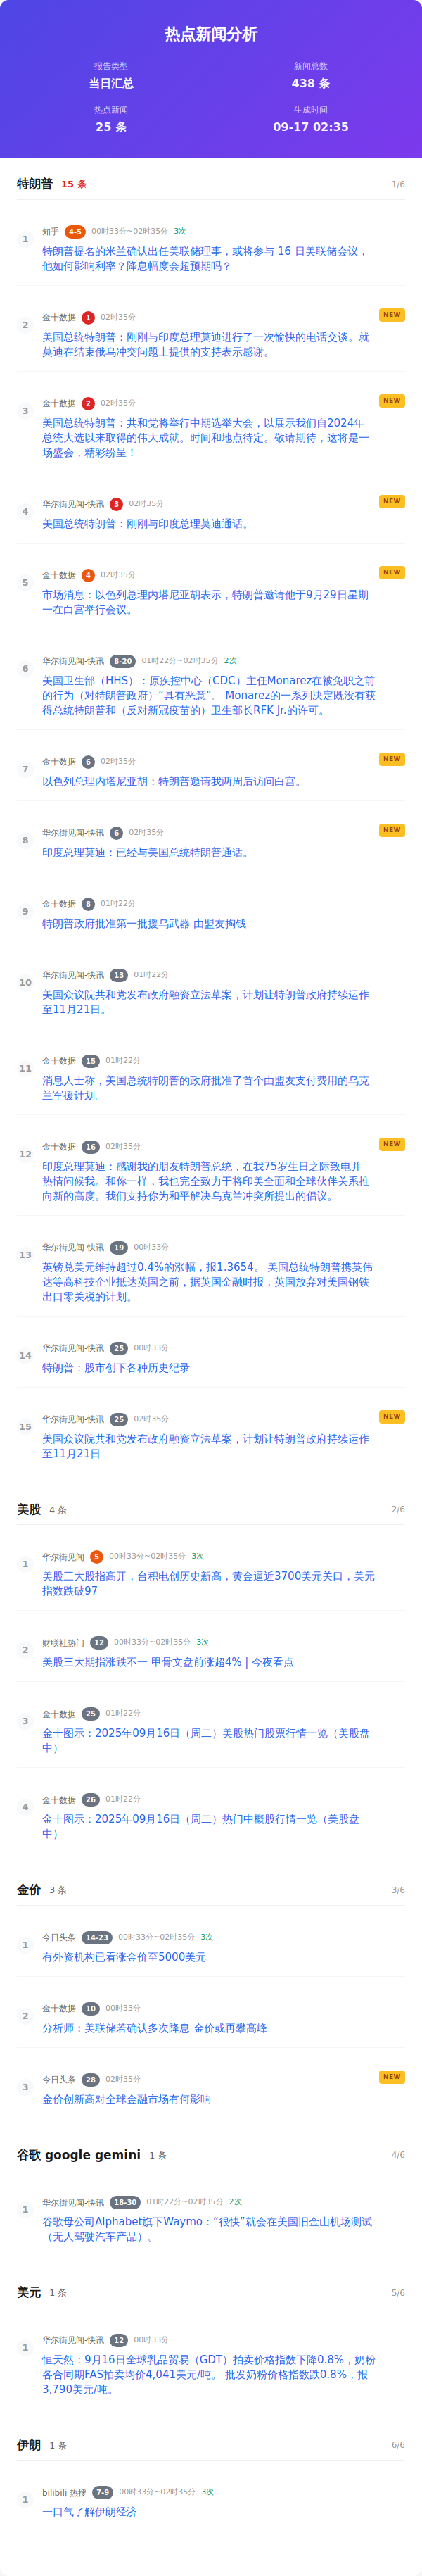 热点新闻分析
报告类型
新闻总数
当日汇总
438 条
热点新闻
生成时间
25 条
09-17 02:35
特朗普 15 条 1/6
1
知乎 4-5 00时33分~02时35分 3次
特朗普提名的米兰确认出任美联储理事，或将参与 16 日美联储会议，
他如何影响利率？降息幅度会超预期吗？
2
金十数据 1 02时35分 NEW
美国总统特朗普：刚刚与印度总理莫迪进行了一次愉快的电话交谈。就
莫迪在结束俄乌冲突问题上提供的支持表示感谢。
3
金十数据 2 02时35分 NEW
美国总统特朗普：共和党将举行中期选举大会，以展示我们自2024年
总统大选以来取得的伟大成就。时间和地点待定。敬请期待，这将是一
场盛会，精彩纷呈！
4
华尔街见闻-快讯 3 02时35分 NEW
美国总统特朗普：刚刚与印度总理莫迪通话。
5
金十数据 4 02时35分 NEW
市场消息：以色列总理内塔尼亚胡表示，特朗普邀请他于9月29日星期
一在白宫举行会议。
6
华尔街见闻-快讯 8-20 01时22分~02时35分 2次
美国卫生部（HHS）：原疾控中心（CDC）主任Monarez在被免职之前
的行为（对特朗普政府）“具有恶意”。 Monarez的一系列决定既没有获
得总统特朗普和（反对新冠疫苗的）卫生部长RFK Jr.的许可。
7
金十数据 6 02时35分 NEW
以色列总理内塔尼亚胡：特朗普邀请我两周后访问白宫。
8
华尔街见闻-快讯 6 02时35分 NEW
印度总理莫迪：已经与美国总统特朗普通话。
9
金十数据 8 01时22分
特朗普政府批准第一批援乌武器 由盟友掏钱
10
华尔街见闻-快讯 13 01时22分
美国众议院共和党发布政府融资立法草案，计划让特朗普政府持续运作
至11月21日。
11
金十数据 15 01时22分
消息人士称，美国总统特朗普的政府批准了首个由盟友支付费用的乌克
兰军援计划。
12
金十数据 16 02时35分 NEW
印度总理莫迪：感谢我的朋友特朗普总统，在我75岁生日之际致电并
热情问候我。和你一样，我也完全致力于将印美全面和全球伙伴关系推
向新的高度。我们支持你为和平解决乌克兰冲突所提出的倡议。
13
华尔街见闻-快讯 19 00时33分
英镑兑美元维持超过0.4%的涨幅，报1.3654。 美国总统特朗普携英伟
达等高科技企业抵达英国之前，据英国金融时报，英国放弃对美国钢铁
出口零关税的计划。
14
华尔街见闻-快讯 25 00时33分
特朗普：股市创下各种历史纪录
15
华尔街见闻-快讯 25 02时35分 NEW
美国众议院共和党发布政府融资立法草案，计划让特朗普政府持续运作
至11月21日
美股 4 条 2/6
1
华尔街见闻 5 00时33分~02时35分 3次
美股三大股指高开，台积电创历史新高，黄金逼近3700美元关口，美元
指数跌破97
2
财联社热门 12 00时33分~02时35分 3次
美股三大期指涨跌不一 甲骨文盘前涨超4% | 今夜看点
3
金十数据 25 01时22分
金十图示：2025年09月16日（周二）美股热门股票行情一览（美股盘
中）
4
金十数据 26 01时22分
金十图示：2025年09月16日（周二）热门中概股行情一览（美股盘
中）
金价 3 条 3/6
1
今日头条 14-23 00时33分~02时35分 3次
有外资机构已看涨金价至5000美元
2
金十数据 10 00时33分
分析师：美联储若确认多次降息 金价或再攀高峰
3
今日头条 28 02时35分 NEW
金价创新高对全球金融市场有何影响
谷歌 google gemini 1 条 4/6
1
华尔街见闻-快讯 18-30 01时22分~02时35分 2次
谷歌母公司Alphabet旗下Waymo：“很快”就会在美国旧金山机场测试
（无人驾驶汽车产品）。
美元 1 条 5/6
1
华尔街见闻-快讯 12 00时33分
恒天然：9月16日全球乳品贸易（GDT）拍卖价格指数下降0.8%，奶粉
各合同期FAS拍卖均价4,041美元/吨。 批发奶粉价格指数跌0.8%，报
3,790美元/吨。
伊朗 1 条 6/6
1
bilibili 热搜 7-9 00时33分~02时35分 3次
一口气了解伊朗经济